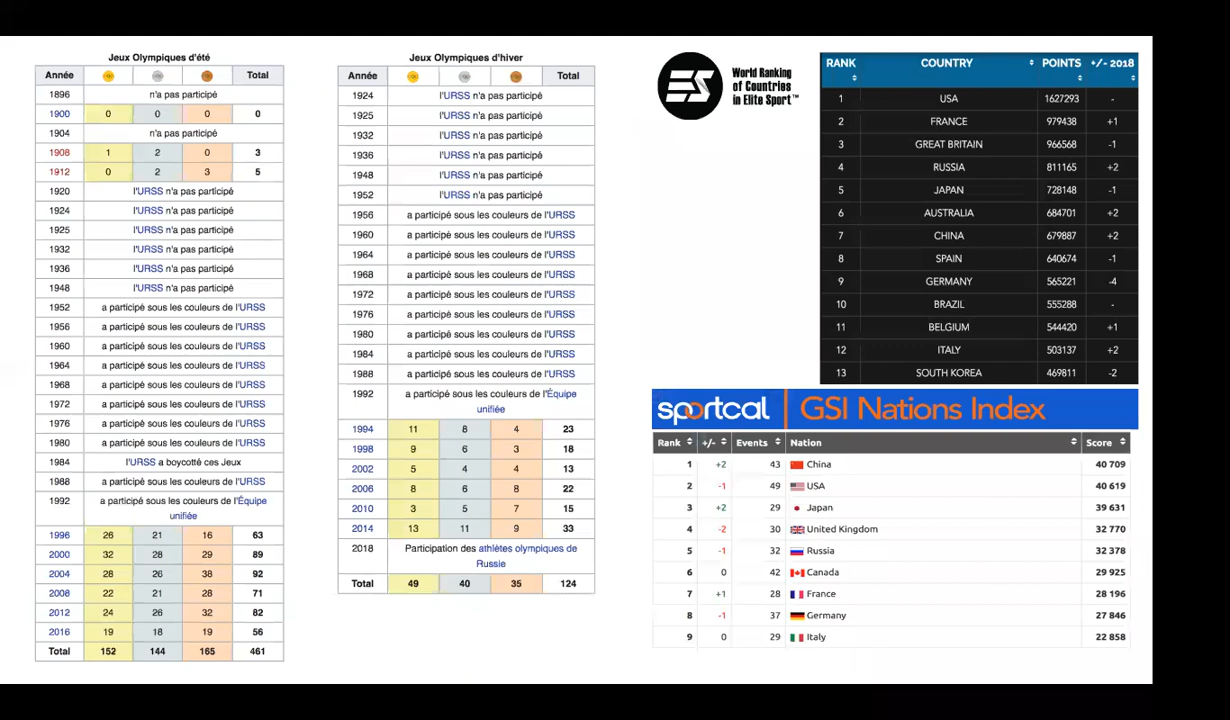 Jeux Olympiques d'été
Année Total
1896 n'a pas participé
1900 0 0 0 0
1904 n'a pas participé
1908 1 2 0 3
1912 0 2 3 5
1920 l'URSS n'a pas participé
1924 l'URSS n'a pas participé
1925 l'URSS n'a pas participé
1932 l'URSS n'a pas participé
1936 l'URSS n'a pas participé
1948 l'URSS n'a pas participé
1952 a participé sous les couleurs de l'URSS
1956 a participé sous les couleurs de l'URSS
1960 a participé sous les couleurs de l'URSS
1964 a participé sous les couleurs de l'URSS
1968 a participé sous les couleurs de l'URSS
1972 a participé sous les couleurs de l'URSS
1976 a participé sous les couleurs de l'URSS
1980 a participé sous les couleurs de l'URSS
1984 l'URSS a boycotté ces Jeux
1988 a participé sous les couleurs de l'URSS
1992 a participé sous les couleurs de l'Équipe
unifiée
1996 26 21 16 63
2000 32 28 29 89
2004 28 26 38 92
2008 22 21 28 71
2012 24 26 32 82
2016 19 18 19 56
Total 152 144 165 461
Jeux Olympiques d'hiver
Année Total
1924 l'URSS n'a pas participé
1925 l'URSS n'a pas participé
1932 l'URSS n'a pas participé
1936 l'URSS n'a pas participé
1948 l'URSS n'a pas participé
1952 l'URSS n'a pas participé
1956 a participé sous les couleurs de l'URSS
1960 a participé sous les couleurs de l'URSS
1964 a participé sous les couleurs de l'URSS
1968 a participé sous les couleurs de l'URSS
1972 a participé sous les couleurs de l'URSS
1976 a participé sous les couleurs de l'URSS
1980 a participé sous les couleurs de l'URSS
1984 a participé sous les couleurs de l'URSS
1988 a participé sous les couleurs de l'URSS
1992 a participé sous les couleurs de l'Équipe
unifiée
1994 11 8 4 23
1998 9 6 3 18
2002 5 4 4 13
2006 8 6 8 22
2010 3 5 7 15
2014 13 11 9 33
2018 Participation des athlètes olympiques de
Russie
Total 49 40 35 124
ES
World Ranking
of Countries
in Elite Sport™
RANK COUNTRY POINTS +/- 2018
1 USA 1627293 -
2 FRANCE 979438 +1
3 GREAT BRITAIN 966568 -1
4 RUSSIA 811165 +2
5 JAPAN 728148 -1
6 AUSTRALIA 684701 +2
7 CHINA 679887 +2
8 SPAIN 640674 -1
9 GERMANY 565221 -4
10 BRAZIL 555288 -
11 BELGIUM 544420 +1
12 ITALY 503137 +2
13 SOUTH KOREA 469811 -2
sportcal GSI Nations Index
Rank +/- Events Nation Score
1 +2 43 China 40 709
2 -1 49 USA 40 619
3 +2 29 Japan 39 631
4 -2 30 United Kingdom 32 770
5 -1 32 Russia 32 378
6 0 42 Canada 29 925
7 +1 28 France 28 196
8 -1 37 Germany 27 846
9 0 29 Italy 22 858